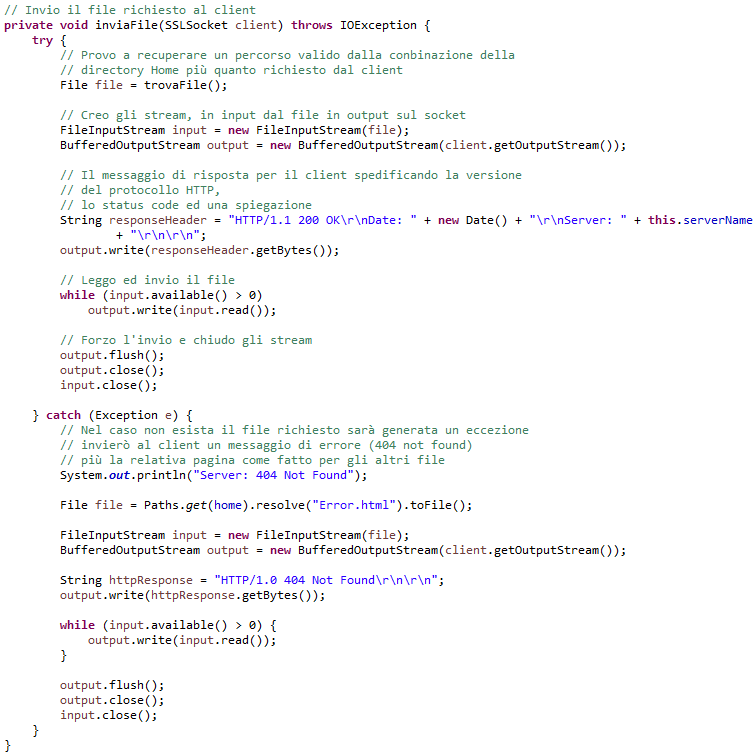 // Invio il file richiesto al client
private void inviaFile(SSLSocket client) throws IOException {
    try {
        // Provo a recuperare un percorso valido dalla conbinazione della
        // directory Home più quanto richiesto dal client
        File file = trovaFile();

        // Creo gli stream, in input dal file in output sul socket
        FileInputStream input = new FileInputStream(file);
        BufferedOutputStream output = new BufferedOutputStream(client.getOutputStream());

        // Il messaggio di risposta per il client spedificando la versione
        // del protocollo HTTP,
        // lo status code ed una spiegazione
        String responseHeader = "HTTP/1.1 200 OK\r\nDate: " + new Date() + "\r\nServer: " + this.serverName
                + "\r\n\r\n";
        output.write(responseHeader.getBytes());

        // Leggo ed invio il file
        while (input.available() > 0)
            output.write(input.read());

        // Forzo l'invio e chiudo gli stream
        output.flush();
        output.close();
        input.close();

    } catch (Exception e) {
        // Nel caso non esista il file richiesto sarà generata un eccezione
        // invierò al client un messaggio di errore (404 not found)
        // più la relativa pagina come fatto per gli altri file
        System.out.println("Server: 404 Not Found");

        File file = Paths.get(home).resolve("Error.html").toFile();

        FileInputStream input = new FileInputStream(file);
        BufferedOutputStream output = new BufferedOutputStream(client.getOutputStream());

        String httpResponse = "HTTP/1.0 404 Not Found\r\n\r\n";
        output.write(httpResponse.getBytes());

        while (input.available() > 0) {
            output.write(input.read());
        }

        output.flush();
        output.close();
        input.close();
    }
}